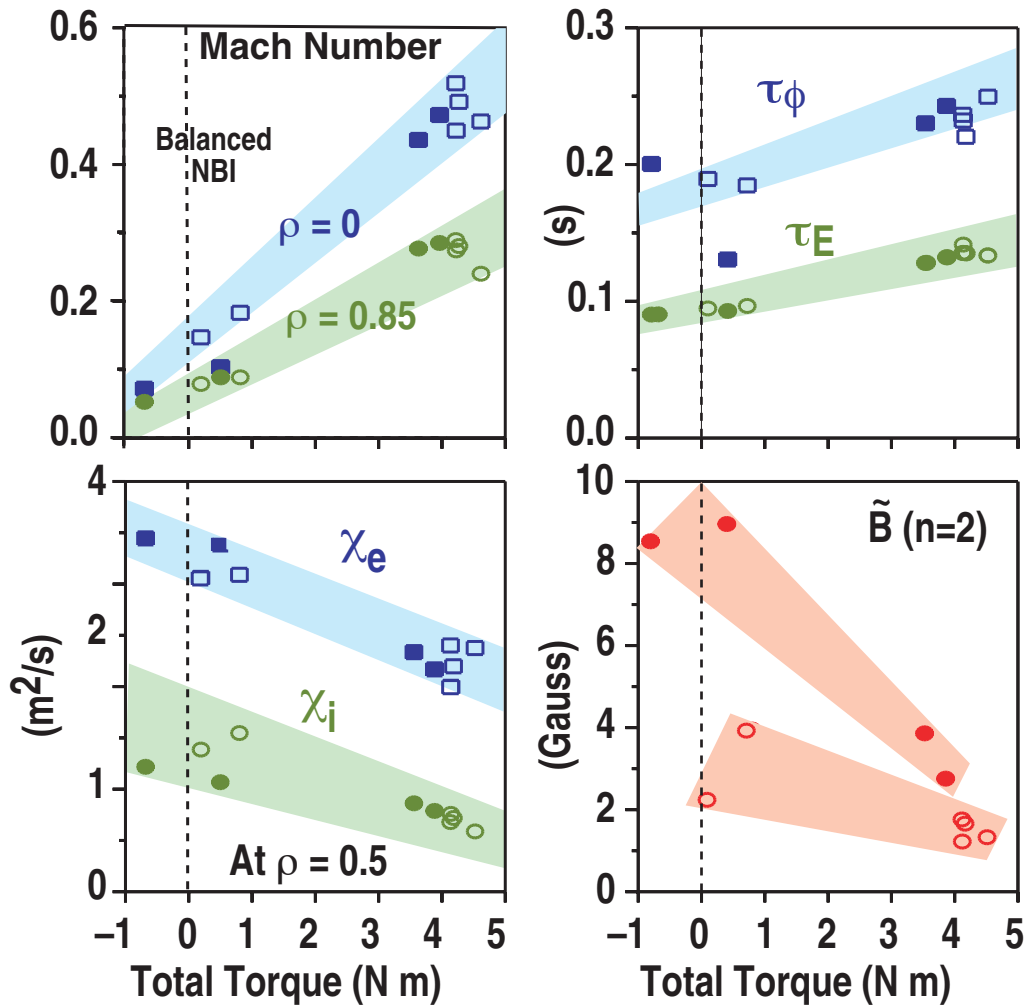 0.6
Mach Number
0.4
Balanced
NBI
0.2
ρ = 0
ρ = 0.85
0.0
0.3
τϕ
0.2
(s)
τE
0.1
0.0
4
χe
2
(m²/s)
χi
1
At ρ = 0.5
0
–1 0 1 2 3 4 5
Total Torque (N m)
10
B̃ (n=2)
8
6
(Gauss)
4
2
0
–1 0 1 2 3 4 5
Total Torque (N m)